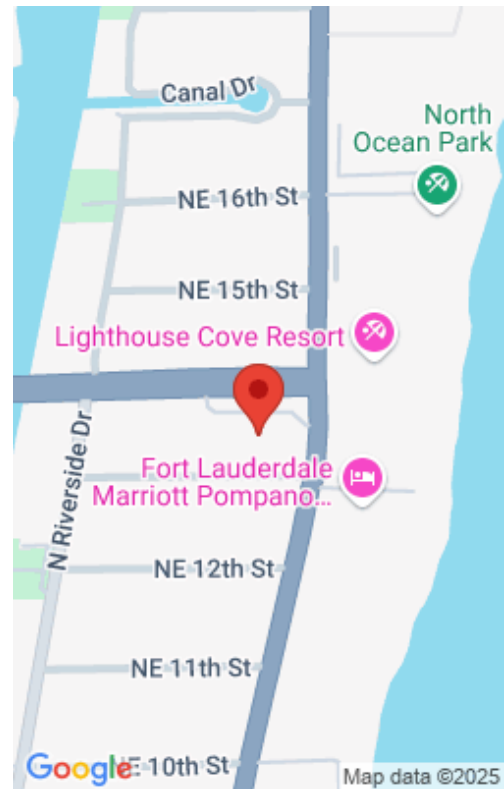 Canal Dr
North
Ocean Park
NE 16th St
NE 15th St
Lighthouse Cove Resort
N Riverside Dr
Fort Lauderdale
Marriott Pompano...
NE 12th St
NE 11th St
NE 10th St
Google
Map data ©2025